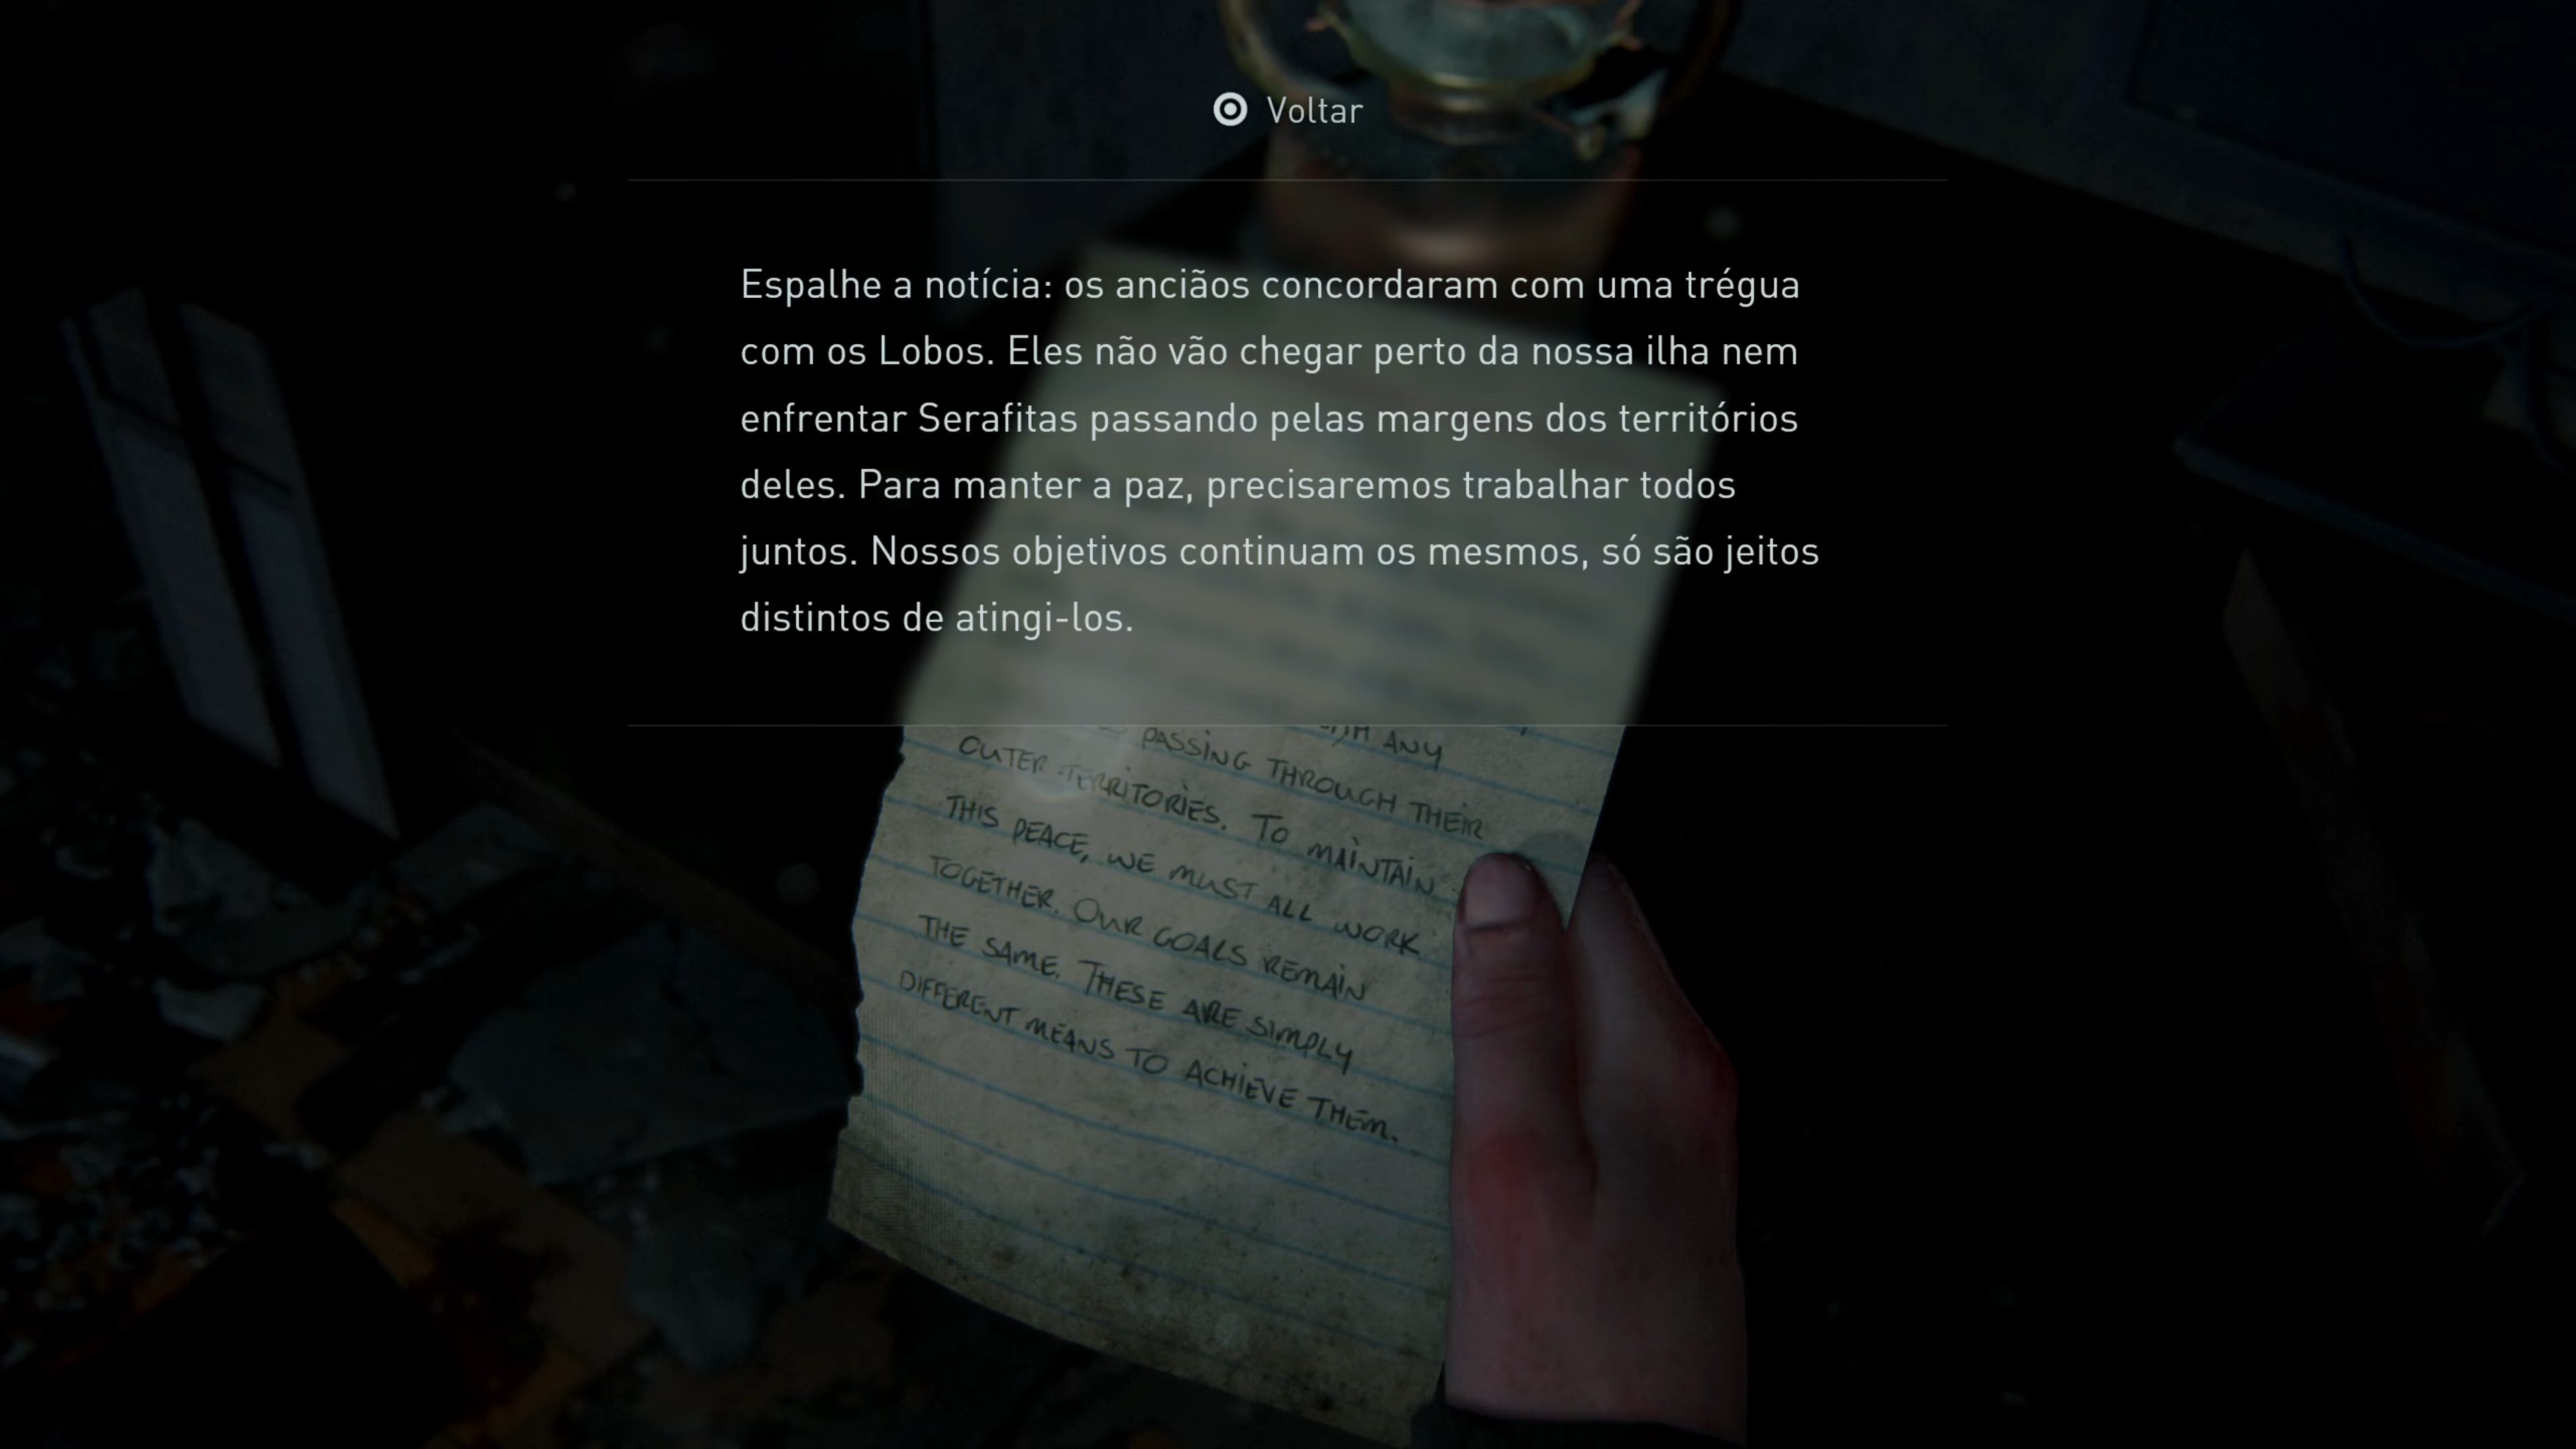 Voltar
Espalhe a notícia: os anciãos concordaram com uma trégua
com os Lobos. Eles não vão chegar perto da nossa ilha nem
enfrentar Serafitas passando pelas margens dos territórios
deles. Para manter a paz, precisaremos trabalhar todos
juntos. Nossos objetivos continuam os mesmos, só são jeitos
distintos de atingi-los.
ANY
PASSING THROUGH THEIR
OUTER TERRITORIES. TO MAINTAIN
THIS PEACE, WE MUST ALL WORK
TOGETHER. OUR GOALS REMAIN
THE SAME. THESE ARE SIMPLY
DIFFERENT MEANS TO ACHIEVE THEM.